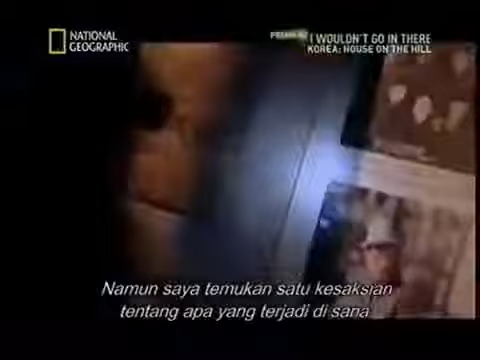 NATIONAL
GEOGRAPHIC
PREMIERE
I WOULDN'T GO IN THERE
KOREA: HOUSE ON THE HILL
Namun saya temukan satu kesaksian
tentang apa yang terjadi di sana